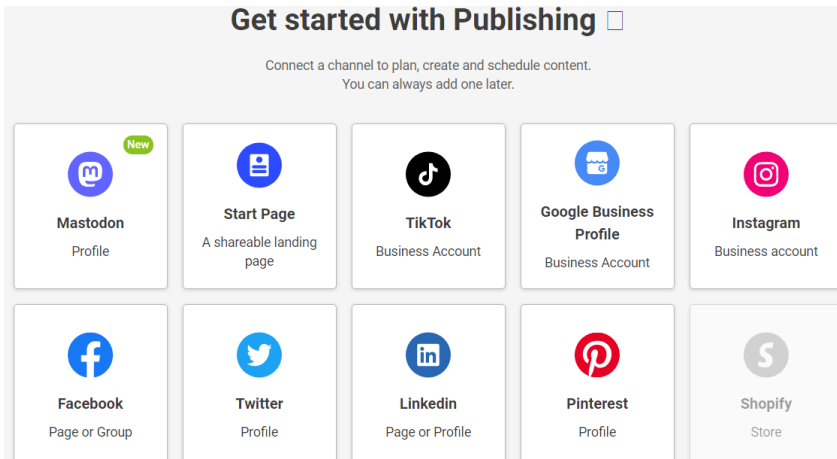 Get started with Publishing
Connect a channel to plan, create and schedule content.
You can always add one later.
New
Mastodon
Profile
Start Page
A shareable landing
page
TikTok
Business Account
G
Google Business
Profile
Business Account
Instagram
Business account
Facebook
Page or Group
Twitter
Profile
Linkedin
Page or Profile
Pinterest
Profile
Shopify
Store